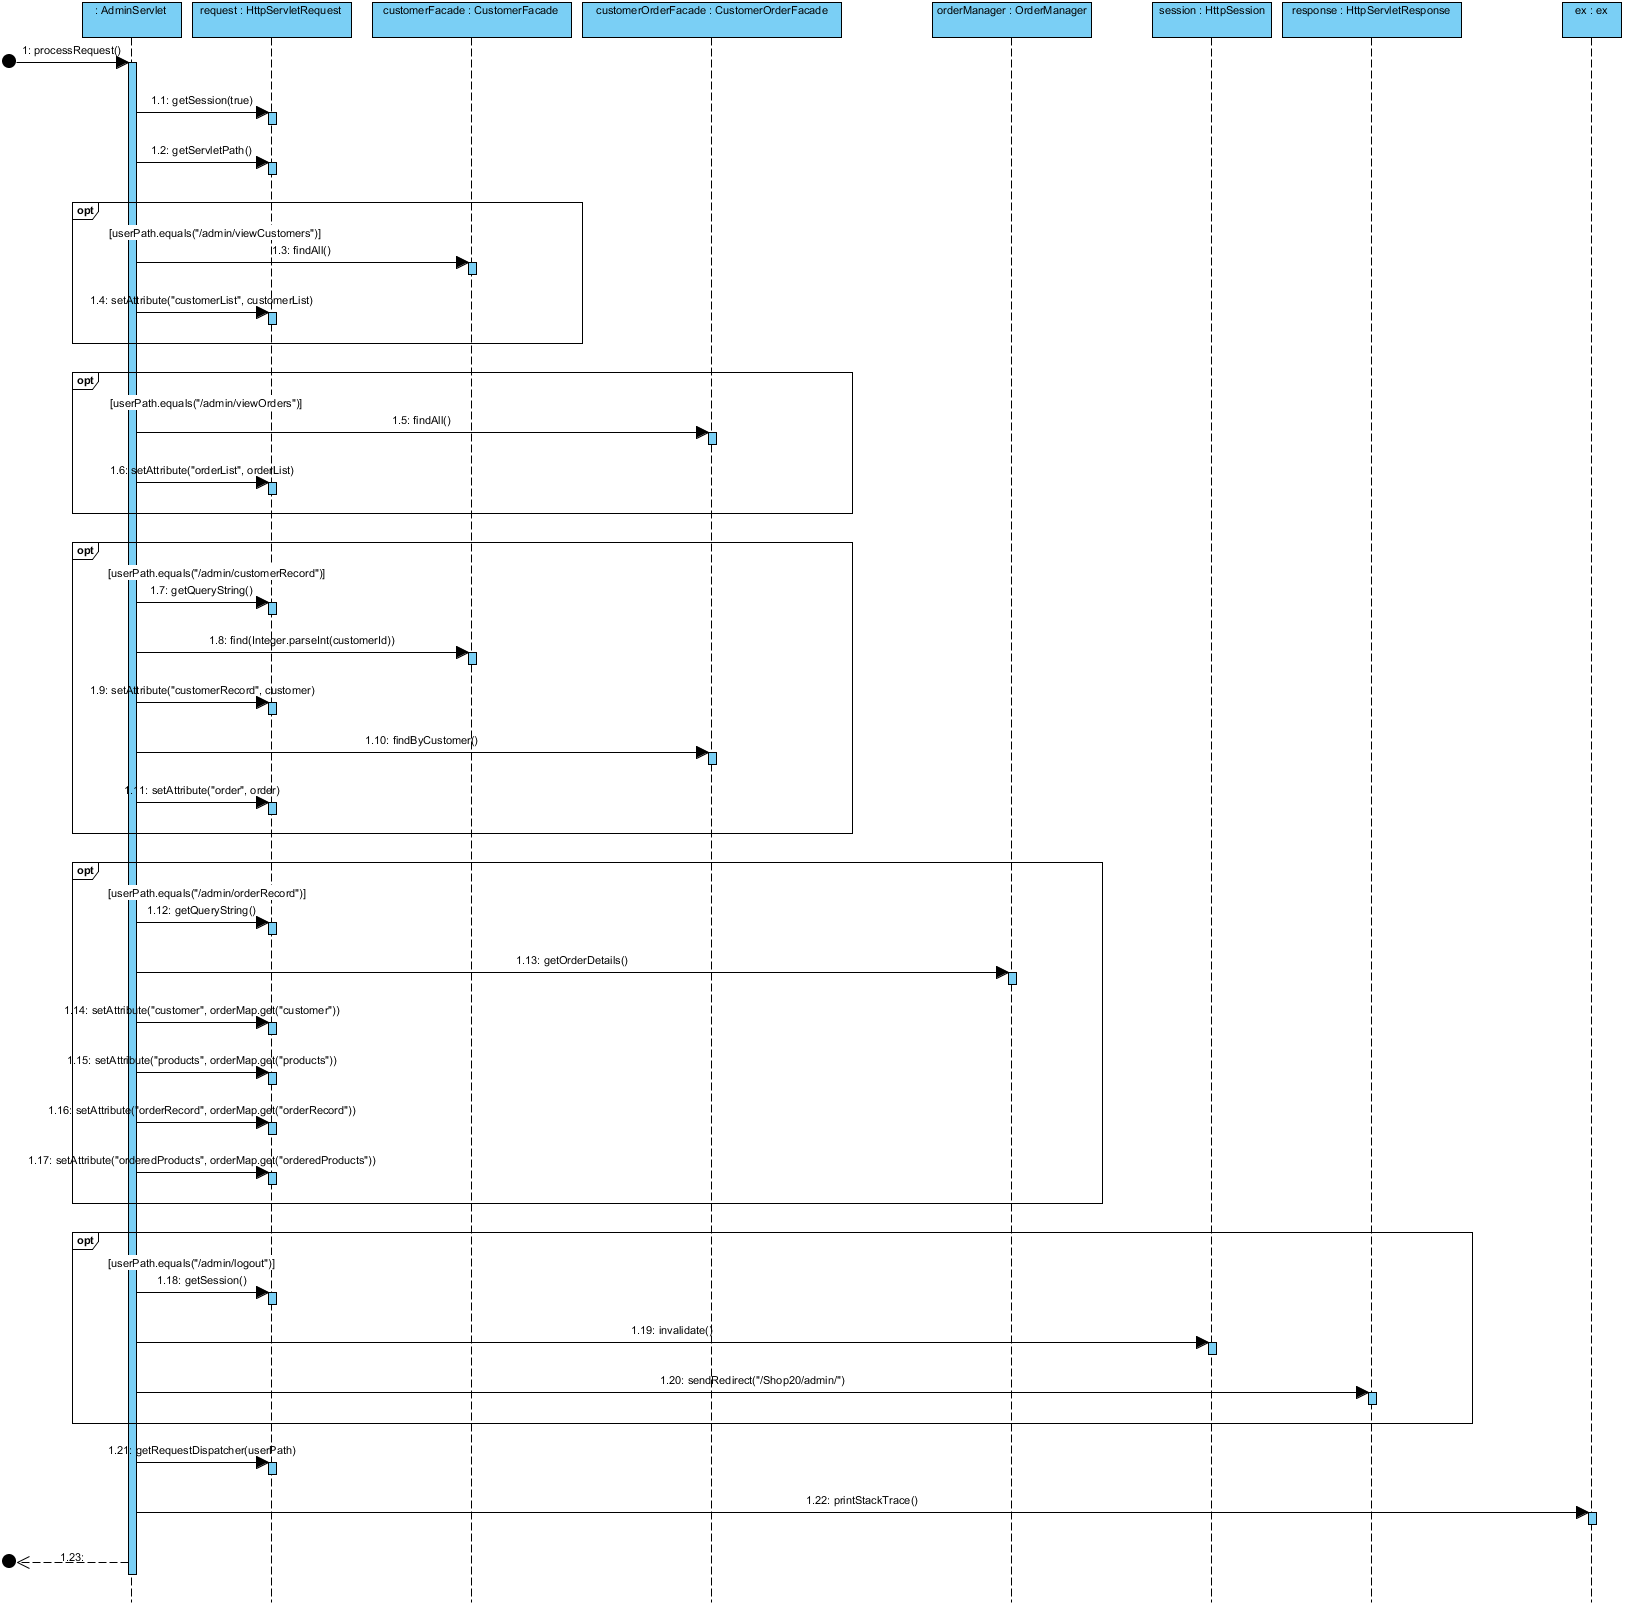 : AdminServlet
request : HttpServletRequest
customerFacade : CustomerFacade
customerOrderFacade : CustomerOrderFacade
orderManager : OrderManager
session : HttpSession
response : HttpServletResponse
ex : ex
1: processRequest()
1.1: getSession(true)
1.2: getServletPath()
opt
[userPath.equals("/admin/viewCustomers")]
1.3: findAll()
1.4: setAttribute("customerList", customerList)
opt
[userPath.equals("/admin/viewOrders")]
1.5: findAll()
1.6: setAttribute("orderList", orderList)
opt
[userPath.equals("/admin/customerRecord")]
1.7: getQueryString()
1.8: find(Integer.parseInt(customerId))
1.9: setAttribute("customerRecord", customer)
1.10: findByCustomer()
1.11: setAttribute("order", order)
opt
[userPath.equals("/admin/orderRecord")]
1.12: getQueryString()
1.13: getOrderDetails()
1.14: setAttribute("customer", orderMap.get("customer"))
1.15: setAttribute("products", orderMap.get("products"))
1.16: setAttribute("orderRecord", orderMap.get("orderRecord"))
1.17: setAttribute("orderedProducts", orderMap.get("orderedProducts"))
opt
[userPath.equals("/admin/logout")]
1.18: getSession()
1.19: invalidate()
1.20: sendRedirect("/Shop20/admin/")
1.21: getRequestDispatcher(userPath)
1.22: printStackTrace()
1.23: